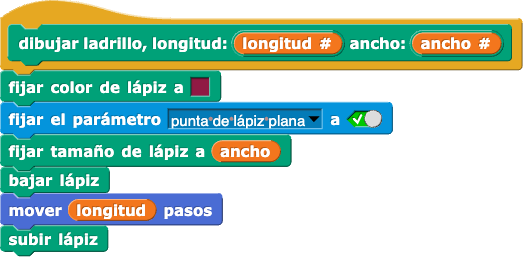 dibujar ladrillo, longitud: longitud # ancho: ancho #
fijar color de lápiz a
fijar el parámetro punta de lápiz plana a
fijar tamaño de lápiz a ancho
bajar lápiz
mover longitud pasos
subir lápiz